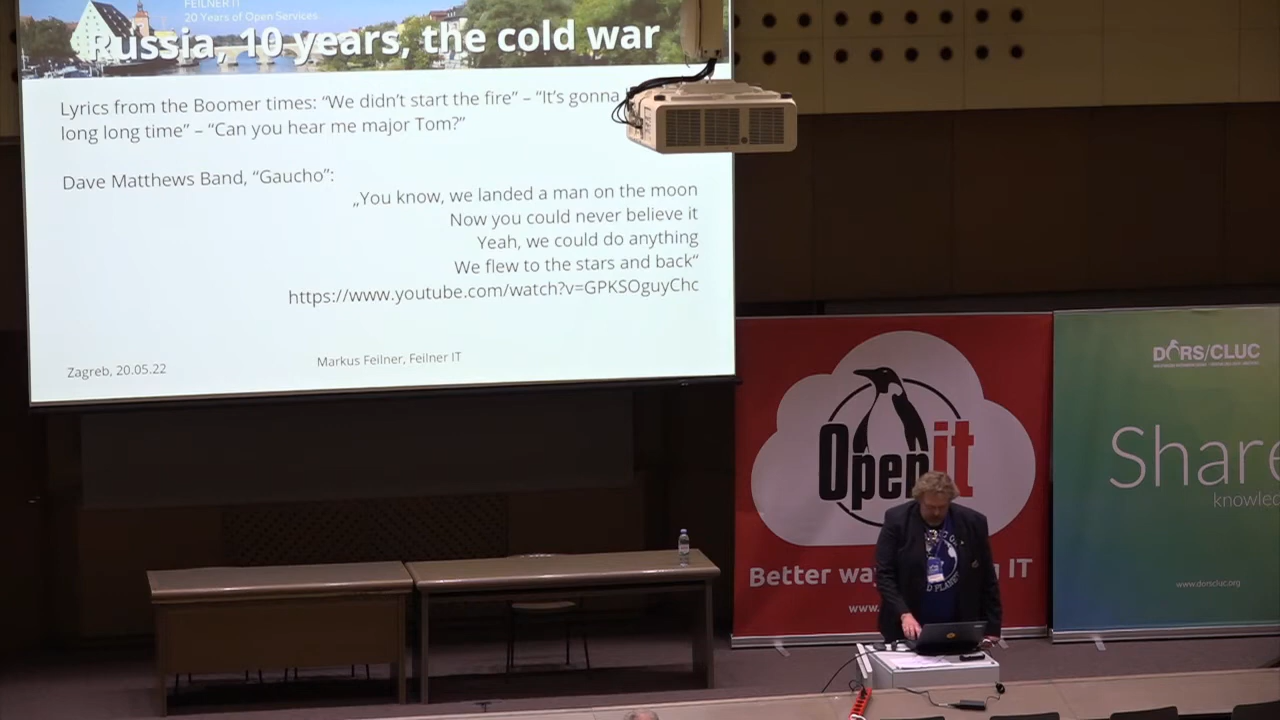 FEILNER IT
20 Years of Open Services
Russia, 10 years, the cold war
Lyrics from the Boomer times: “We didn’t start the fire” – “It’s gonna
long long time” – “Can you hear me major Tom?”
Dave Matthews Band, “Gaucho”:
„You know, we landed a man on the moon
Now you could never believe it
Yeah, we could do anything
We flew to the stars and back“
https://www.youtube.com/watch?v=GPKSOguyChc
Zagreb, 20.05.22
Markus Feilner, Feilner IT
Openit
Better wa
IT
www.
DORS/CLUC
Share
knowled
www.dorscluc.org
D PLANE